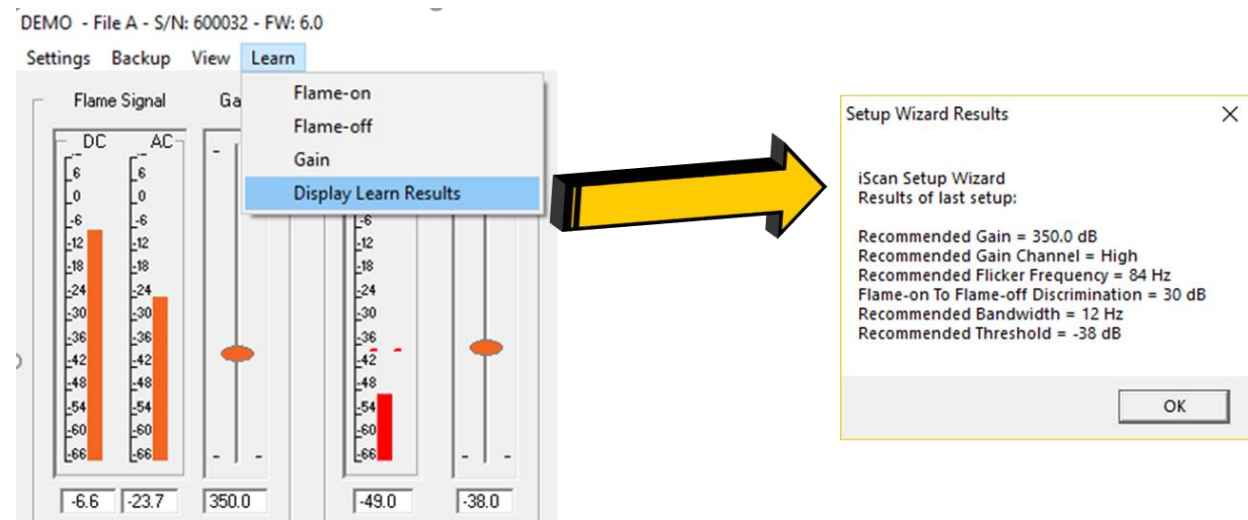 DEMO - File A - S/N: 600032 - FW: 6.0
Settings Backup View Learn
Flame-on
Flame-off
Gain
Display Learn Results
Flame Signal
DC AC
6 6
0 0
-6 -6 -6
-12 -12 -12
-18 -18 -18
-24 -24 -24
-30 -30 -30
-36 -36 -36
-42 -42 -42
-48 -48 -48
-54 -54 -54
-60 -60 -60
-66 -66 -66
-6.6 -23.7 350.0 -49.0 -38.0
Setup Wizard Results
iScan Setup Wizard
Results of last setup:
Recommended Gain = 350.0 dB
Recommended Gain Channel = High
Recommended Flicker Frequency = 84 Hz
Flame-on To Flame-off Discrimination = 30 dB
Recommended Bandwidth = 12 Hz
Recommended Threshold = -38 dB
OK